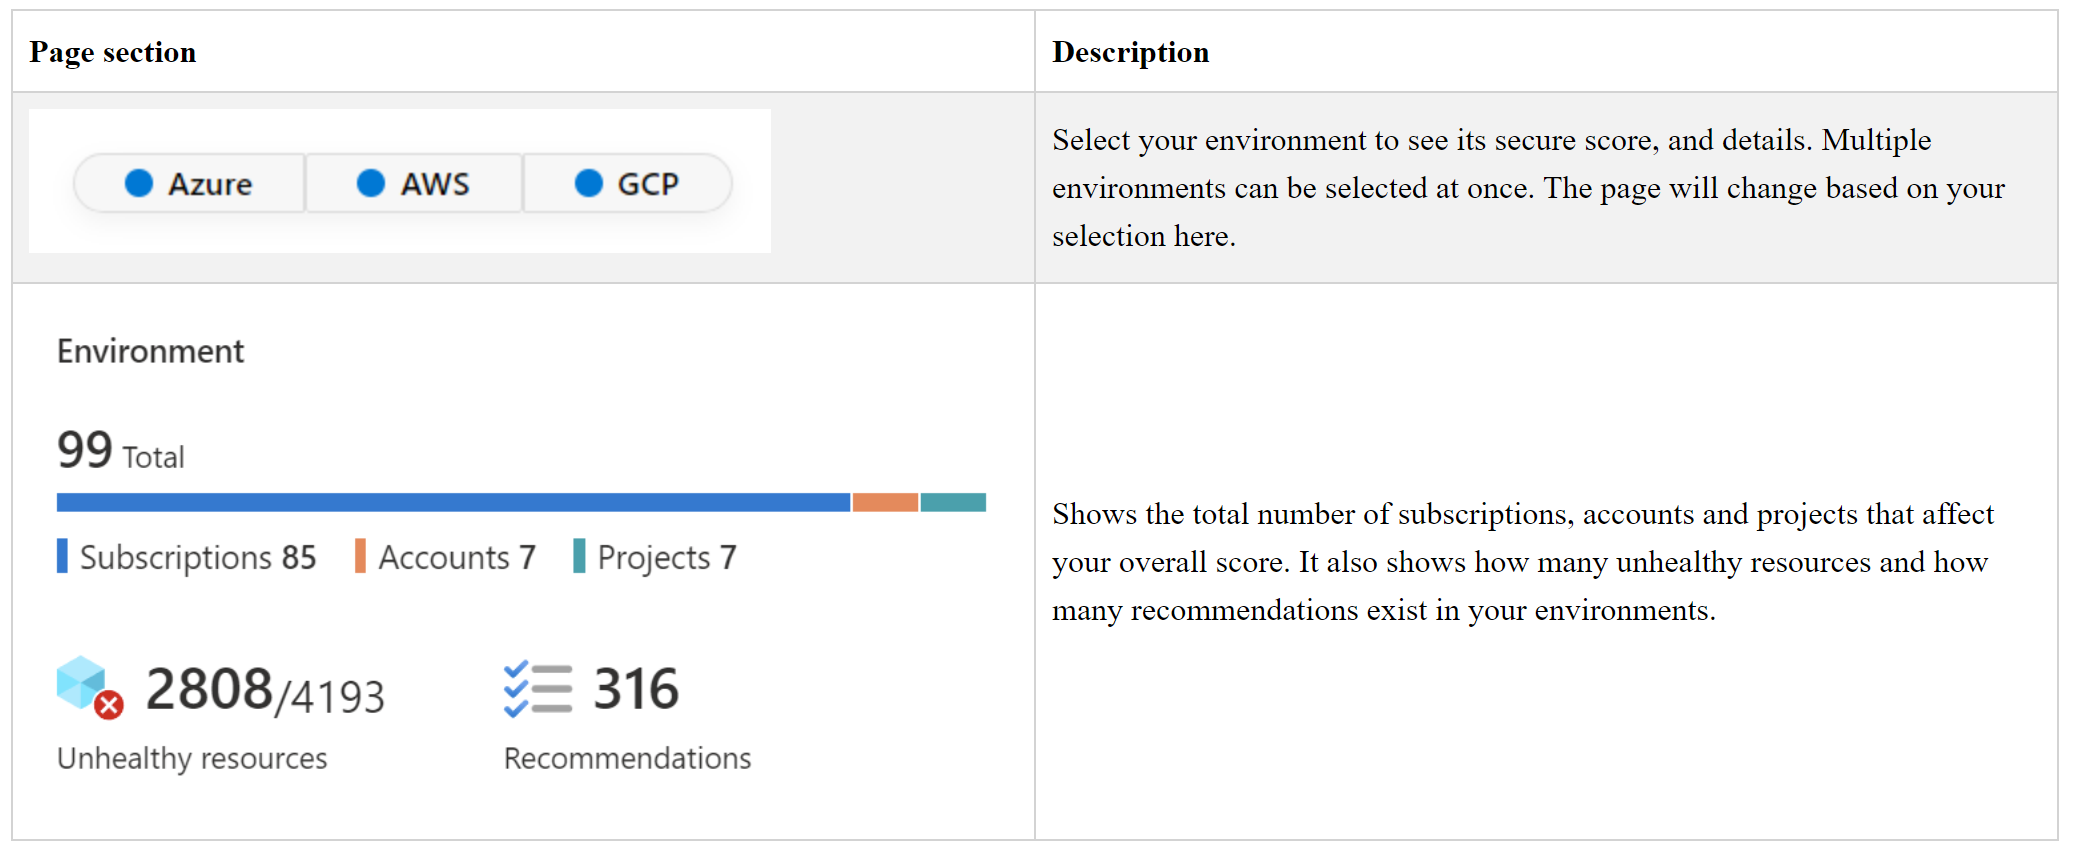 Page section
Description
Azure
AWS
GCP
Select your environment to see its secure score, and details. Multiple
environments can be selected at once. The page will change based on your
selection here.
Environment
99 Total
Subscriptions 85
Accounts 7
Projects 7
2808/4193
Unhealthy resources
316
Recommendations
Shows the total number of subscriptions, accounts and projects that affect
your overall score. It also shows how many unhealthy resources and how
many recommendations exist in your environments.